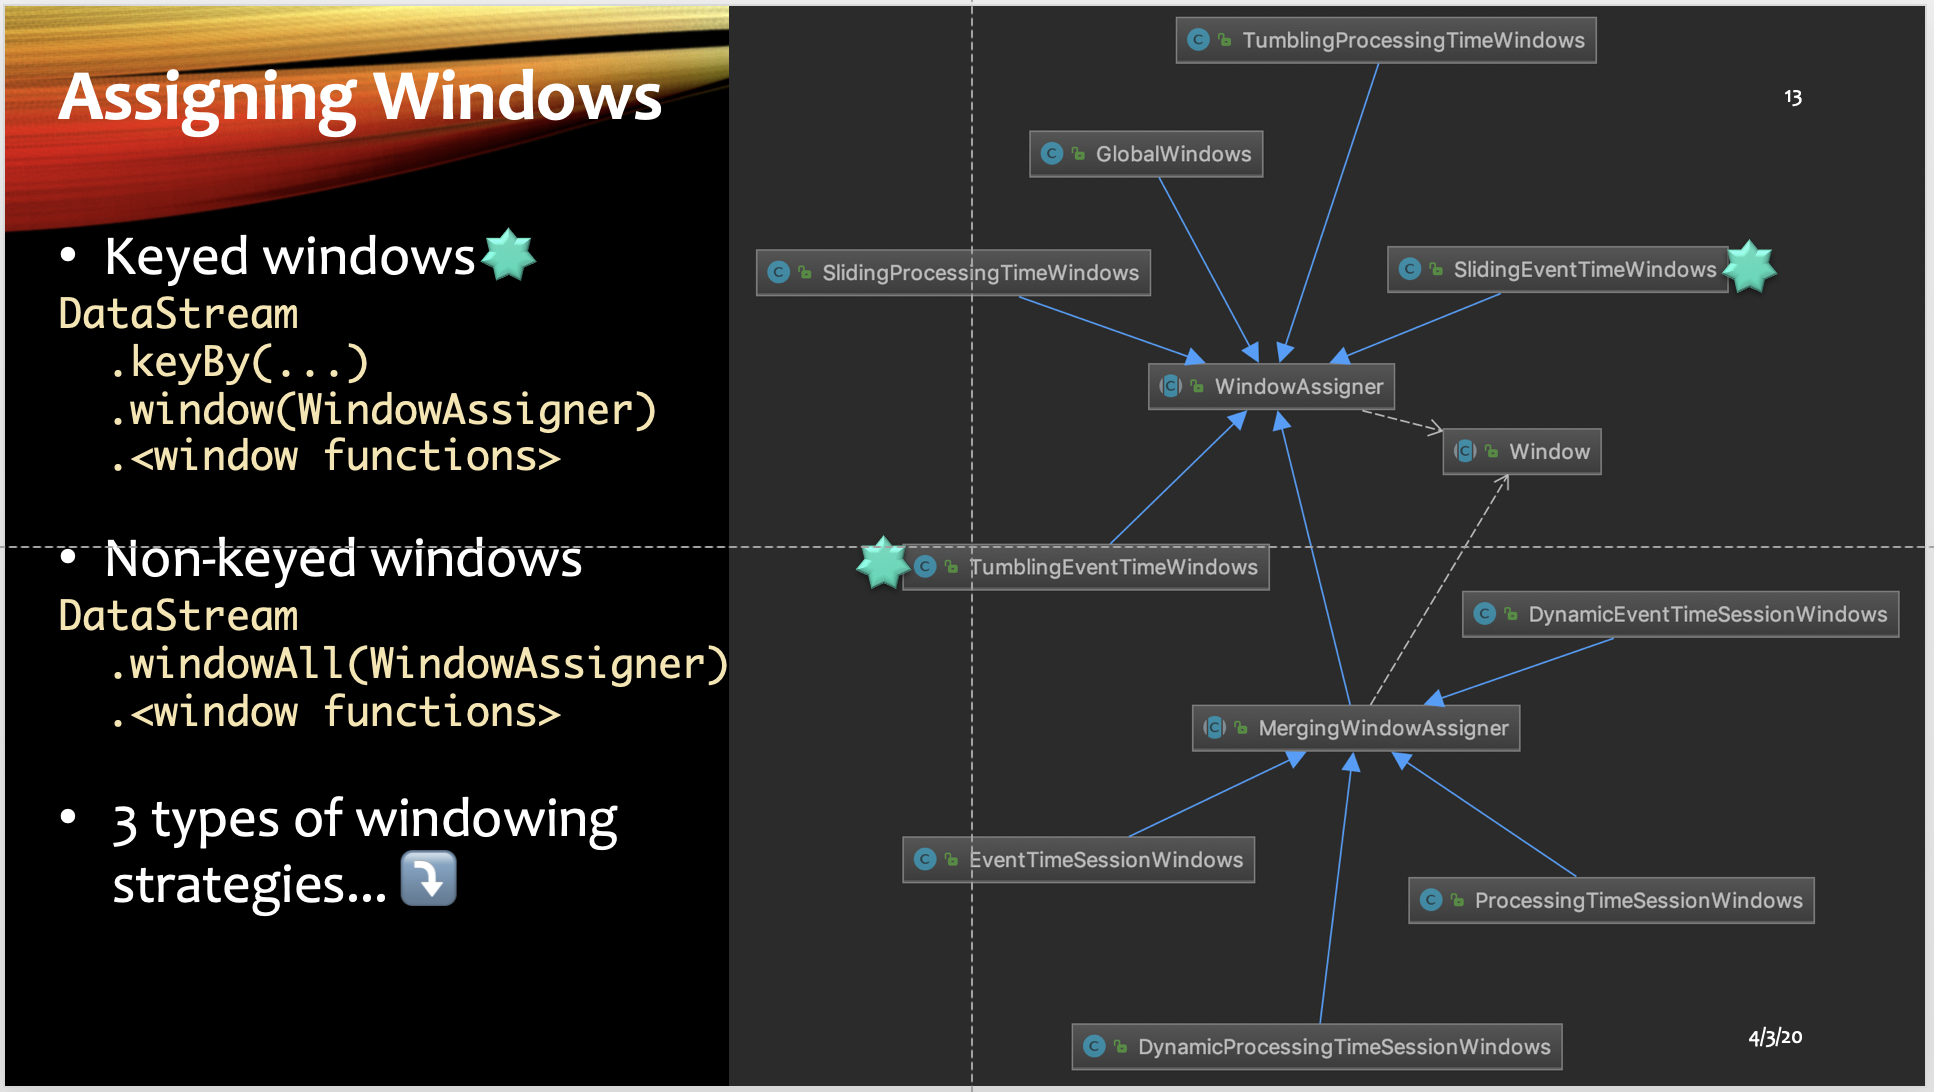 Assigning Windows
• Keyed windows
DataStream
.keyBy(...)
.window(WindowAssigner)
.<window functions>
• Non-keyed windows
DataStream
.windowAll(WindowAssigner)
.<window functions>
• 3 types of windowing
strategies...
TumblingProcessingTimeWindows
13
GlobalWindows
SlidingProcessingTimeWindows
SlidingEventTimeWindows
WindowAssigner
Window
TumblingEventTimeWindows
DynamicEventTimeSessionWindows
MergingWindowAssigner
EventTimeSessionWindows
ProcessingTimeSessionWindows
DynamicProcessingTimeSessionWindows
4/3/20